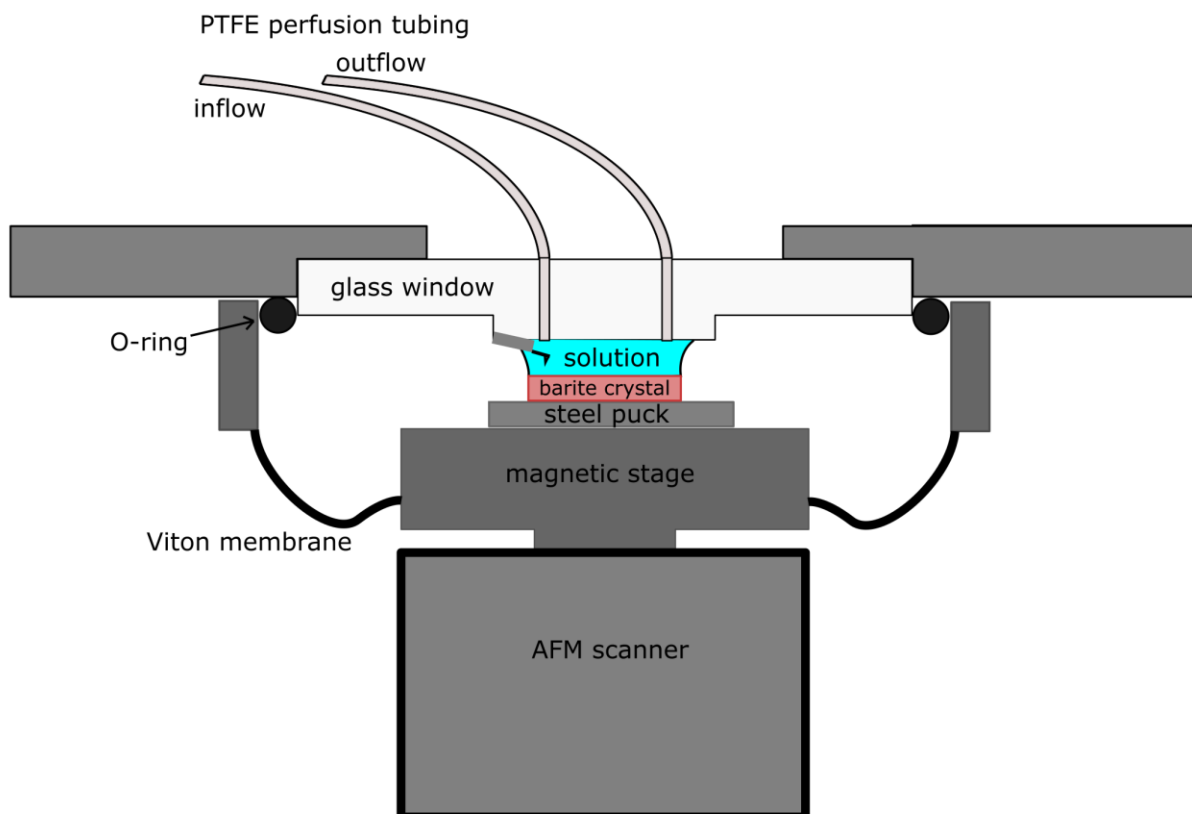 PTFE perfusion tubing
outflow
inflow
glass window
O-ring
solution
barite crystal
steel puck
magnetic stage
Viton membrane
AFM scanner